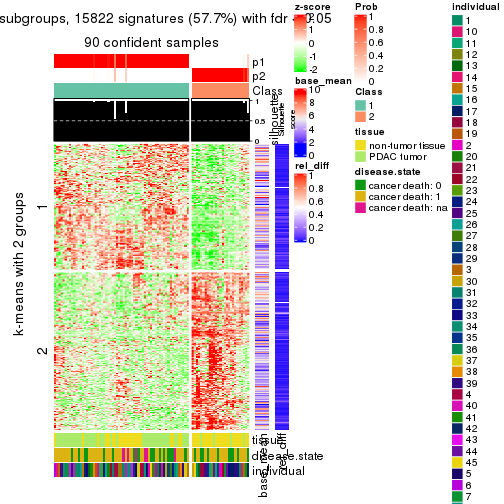 subgroups, 15822 signatures (57.7%) with fdr < 0.05
90 confident samples
p1
p2
Class
1
0.5
0
silhouette
Silhouette
score
k-means with 2 groups
1
2
tissue
disease.state
individual
base_mean
rel_diff
z-score
2
1
0
-1
-2
base_mean
10
8
6
4
2
0
rel_diff
1
0.8
0.6
0.4
0.2
0
Prob
1
0.8
0.6
0.4
0.2
0
Class
1
2
tissue
non-tumor tissue
PDAC tumor
disease.state
cancer death: 0
cancer death: 1
cancer death: na
individual
1
10
11
12
13
14
15
16
17
18
19
2
20
21
22
23
24
25
26
27
28
29
3
30
31
32
33
34
35
36
37
38
39
4
40
41
42
43
44
45
5
6
7